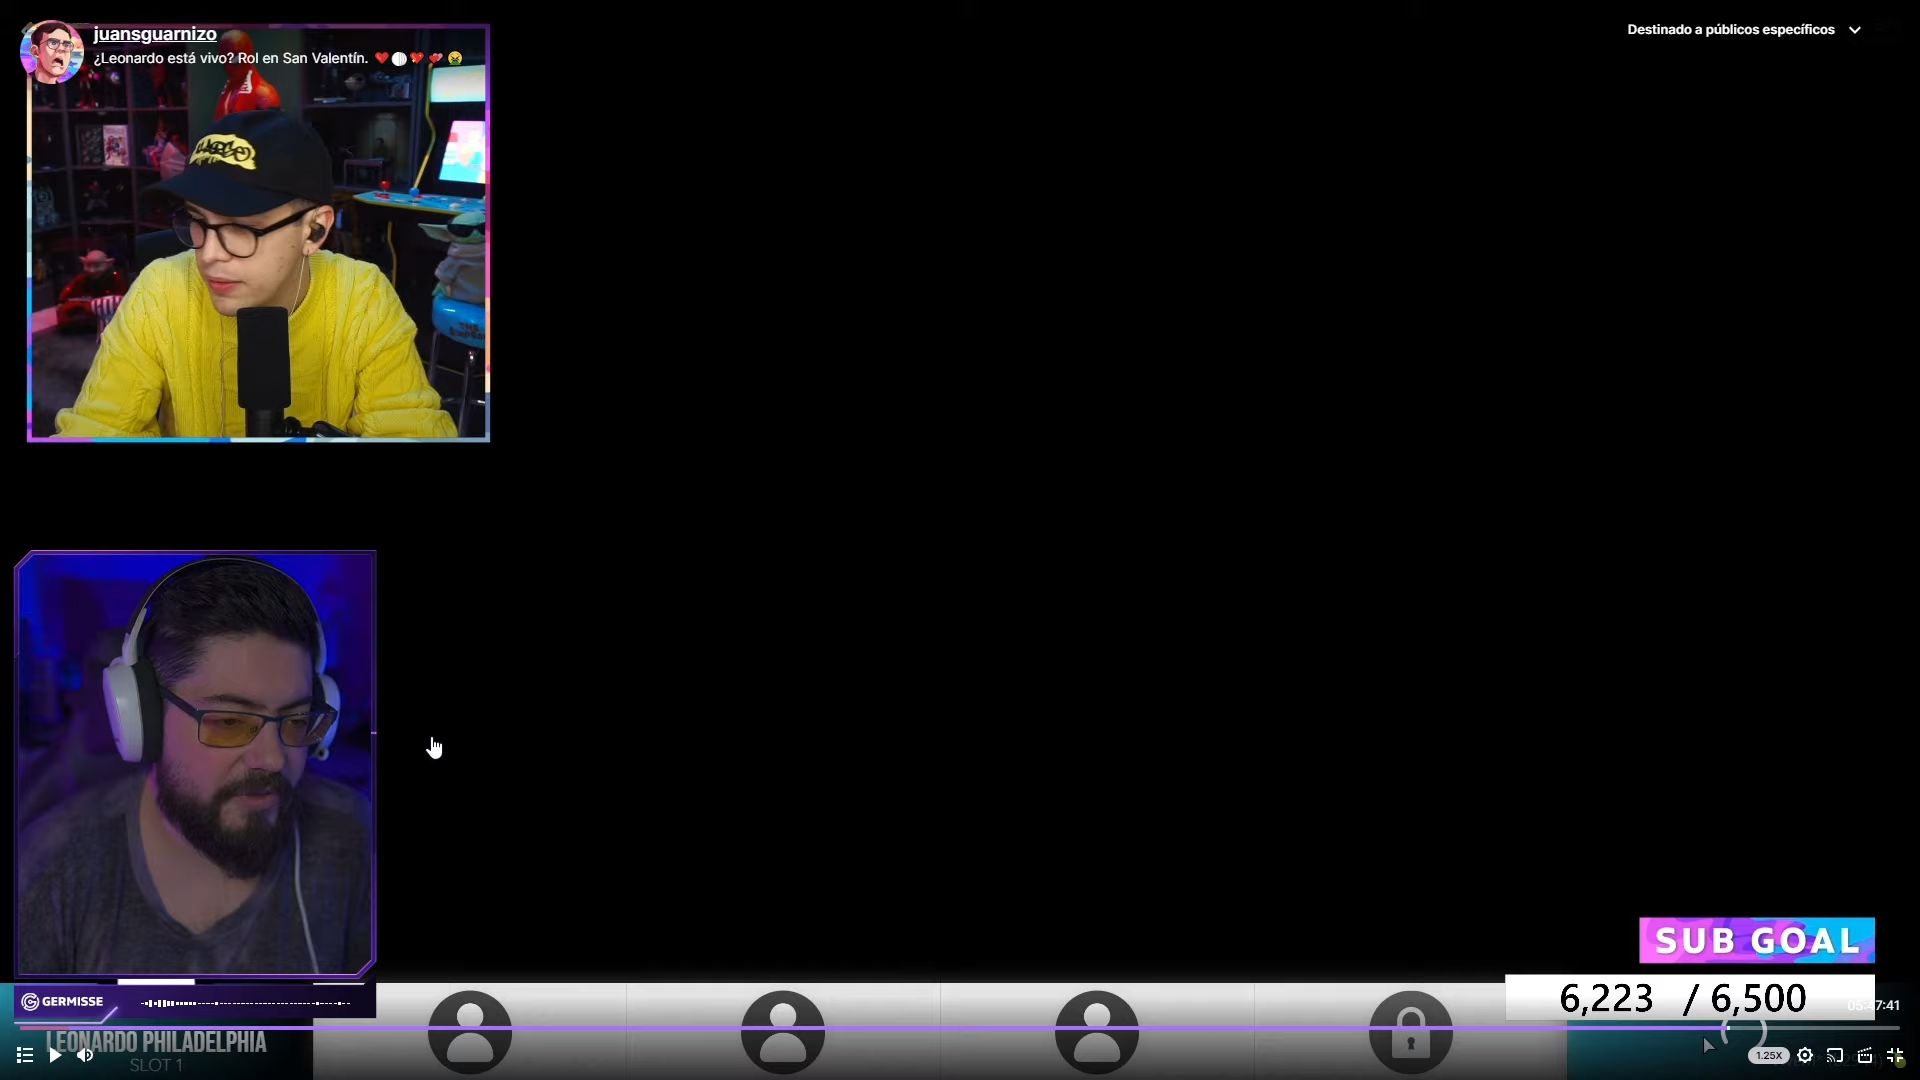 juansguarnizo
¿Leonardo está vivo? Rol en San Valentín.
Destinado a públicos específicos
SUB GOAL
6,223 / 6,500
GERMISSE
LEONARDO PHILADELPHIA
SLOT 1
1.25X